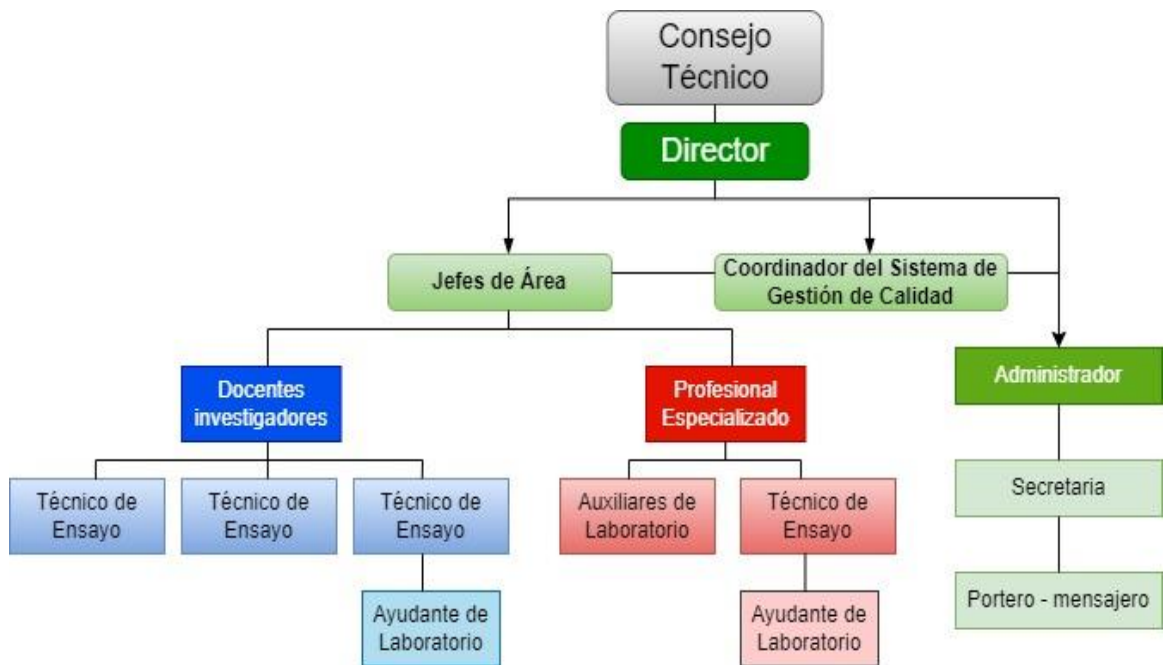 Consejo
Técnico
Director
Jefes de Área
Coordinador del Sistema de
Gestión de Calidad
Docentes
investigadores
Profesional
Especializado
Administrador
Técnico de
Ensayo
Técnico de
Ensayo
Técnico de
Ensayo
Auxiliares de
Laboratorio
Técnico de
Ensayo
Secretaria
Ayudante de
Laboratorio
Ayudante de
Laboratorio
Portero - mensajero